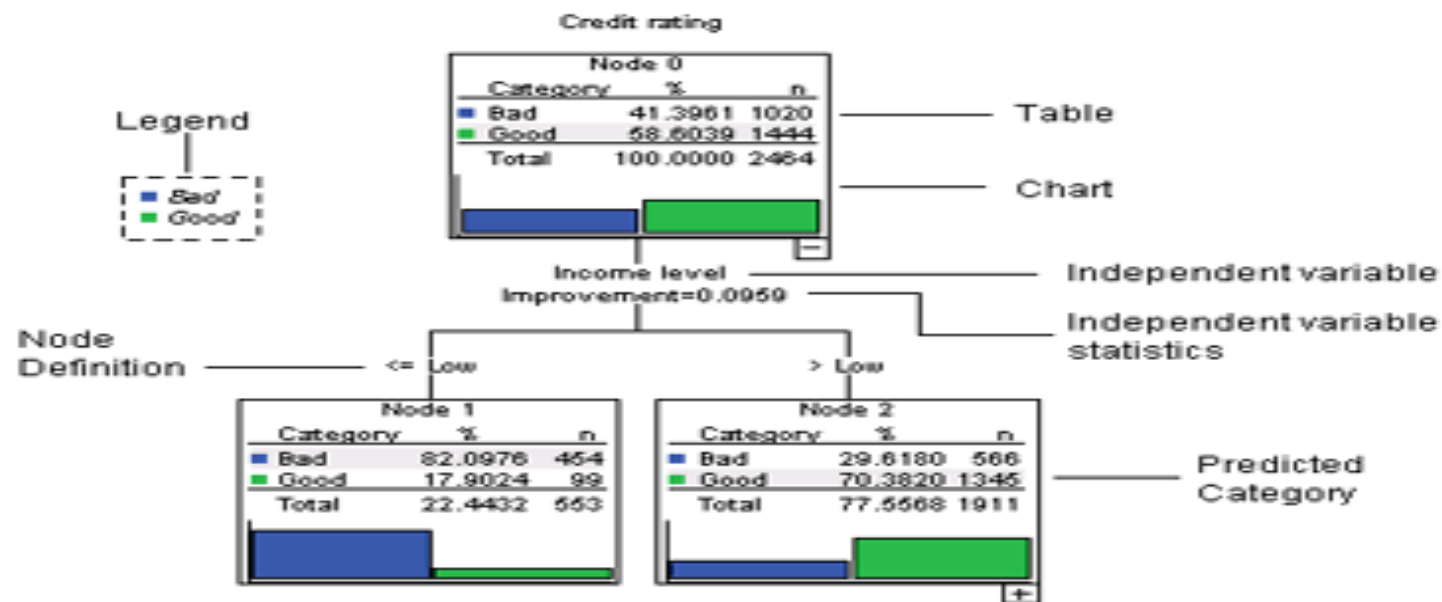 Credit rating
Node 0
Category % n
Bad 41.3961 1020
Good 58.6039 1444
Total 100.0000 2464
Legend
Bad
Good
Table
Chart
−
Income level
Improvement=0.0959
Independent variable
Independent variable
statistics
Node
Definition
<= Low
> Low
Node 1
Category % n
Bad 82.0976 454
Good 17.9024 99
Total 22.4432 553
Node 2
Category % n
Bad 29.6180 566
Good 70.3820 1345
Total 77.5568 1911
Predicted
Category
+